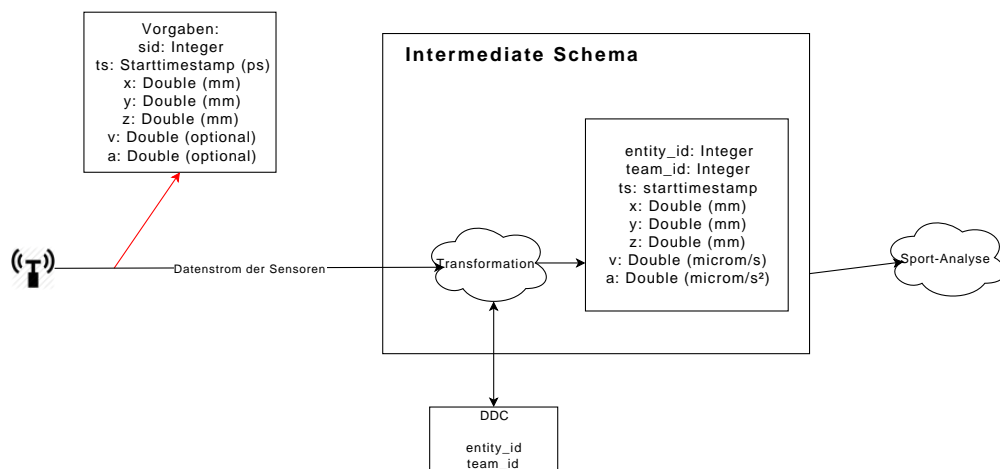 Vorgaben:
sid: Integer
ts: Starttimestamp (ps)
x: Double (mm)
y: Double (mm)
z: Double (mm)
v: Double (optional)
a: Double (optional)
Intermediate Schema
entity_id: Integer
team_id: Integer
ts: starttimestamp
x: Double (mm)
y: Double (mm)
z: Double (mm)
v: Double (microm/s)
a: Double (microm/s²)
Datenstrom der Sensoren
Transformation
Sport-Analyse
DDC
entity_id
team_id